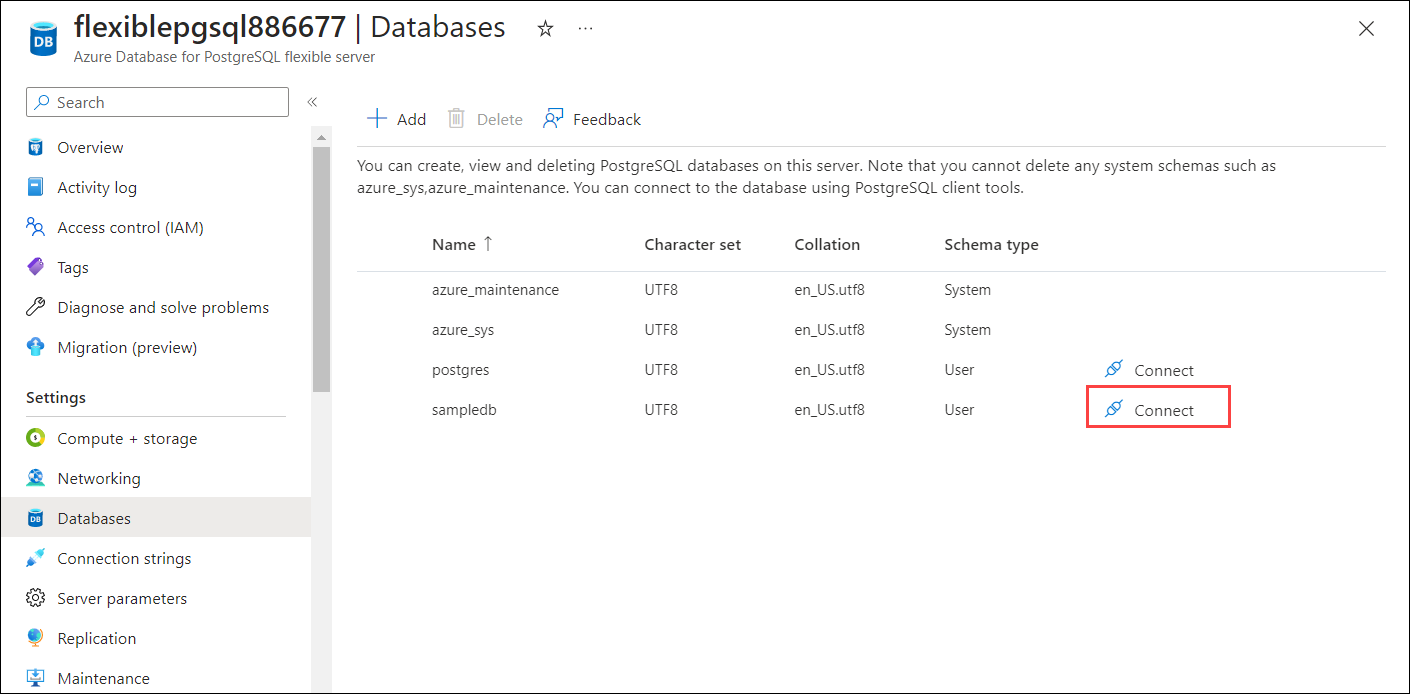 flexiblepgsql886677 | Databases
Azure Database for PostgreSQL flexible server
Search
Overview
Activity log
Access control (IAM)
Tags
Diagnose and solve problems
Migration (preview)
Settings
Compute + storage
Networking
Databases
Connection strings
Server parameters
Replication
Maintenance
Add Delete Feedback
You can create, view and deleting PostgreSQL databases on this server. Note that you cannot delete any system schemas such as
azure_sys,azure_maintenance. You can connect to the database using PostgreSQL client tools.
Name ↑ Character set Collation Schema type
azure_maintenance UTF8 en_US.utf8 System
azure_sys UTF8 en_US.utf8 System
postgres UTF8 en_US.utf8 User Connect
sampledb UTF8 en_US.utf8 User Connect